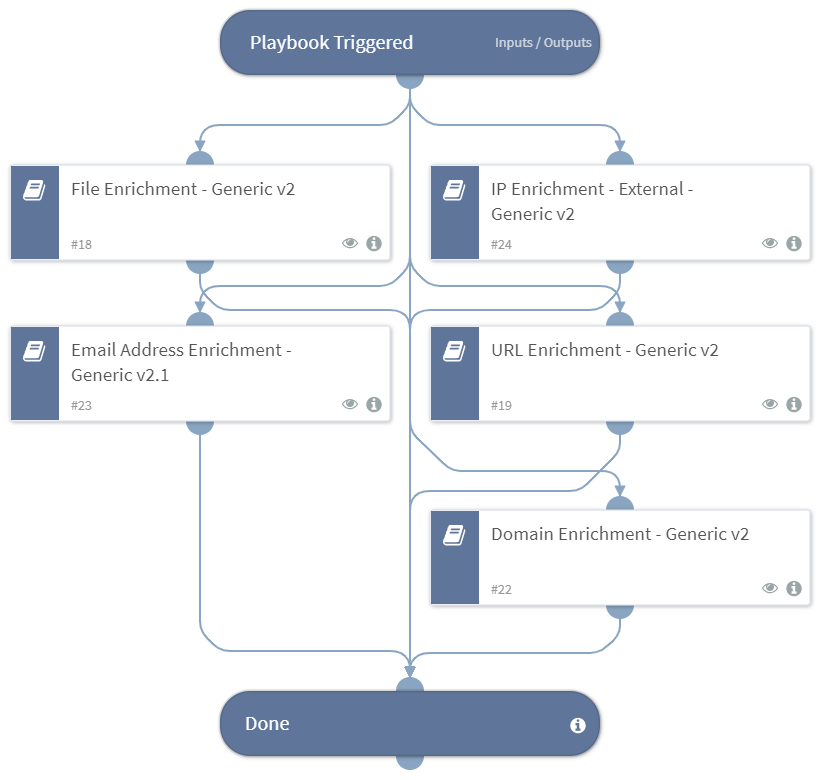 Playbook Triggered
Inputs / Outputs
File Enrichment - Generic v2
#18
IP Enrichment - External -
Generic v2
#24
Email Address Enrichment -
Generic v2.1
#23
URL Enrichment - Generic v2
#19
Domain Enrichment - Generic v2
#22
Done